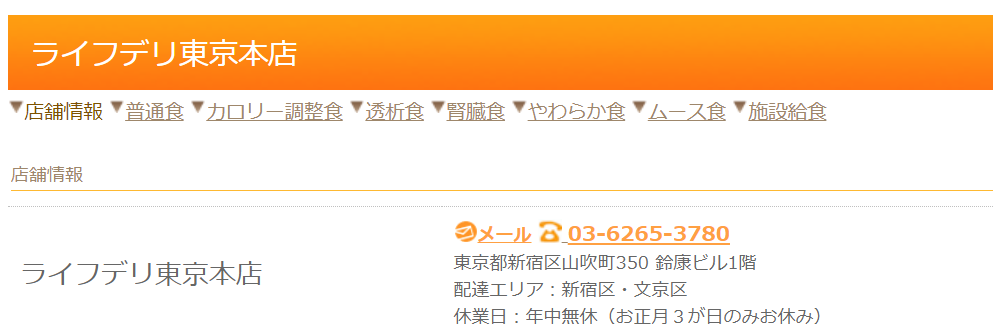 ライフデリ東京本店
▼店舗情報 ▼普通食 ▼カロリー調整食 ▼透析食 ▼腎臓食 ▼やわらか食 ▼ムース食 ▼施設給食
店舗情報
メール 03-6265-3780
ライフデリ東京本店
東京都新宿区山吹町350 鈴康ビル1階
配達エリア：新宿区・文京区
休業日：年中無休（お正月３が日のみお休み）